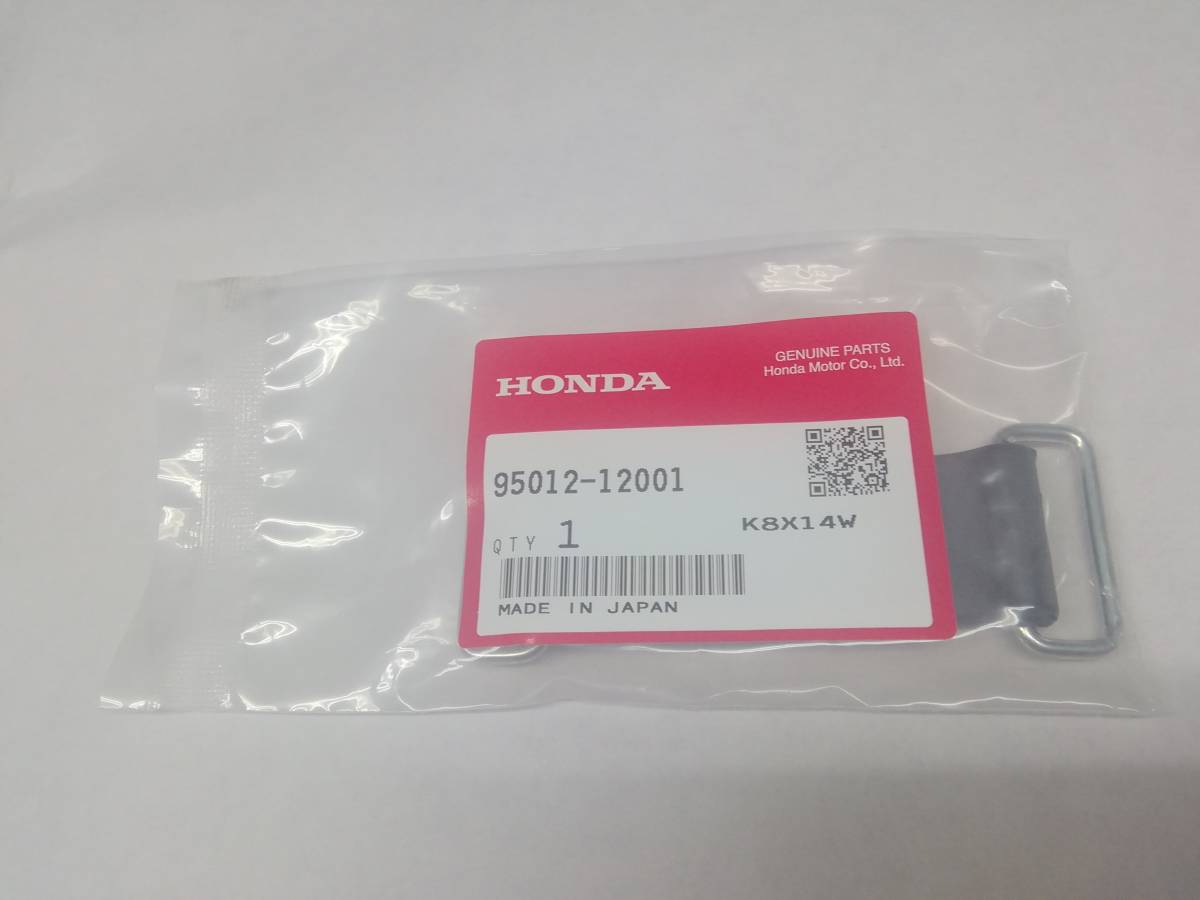 HONDA
GENUINE PARTS
Honda Motor Co., Ltd.
95012-12001
QTY 1
K8X14W
MADE IN JAPAN